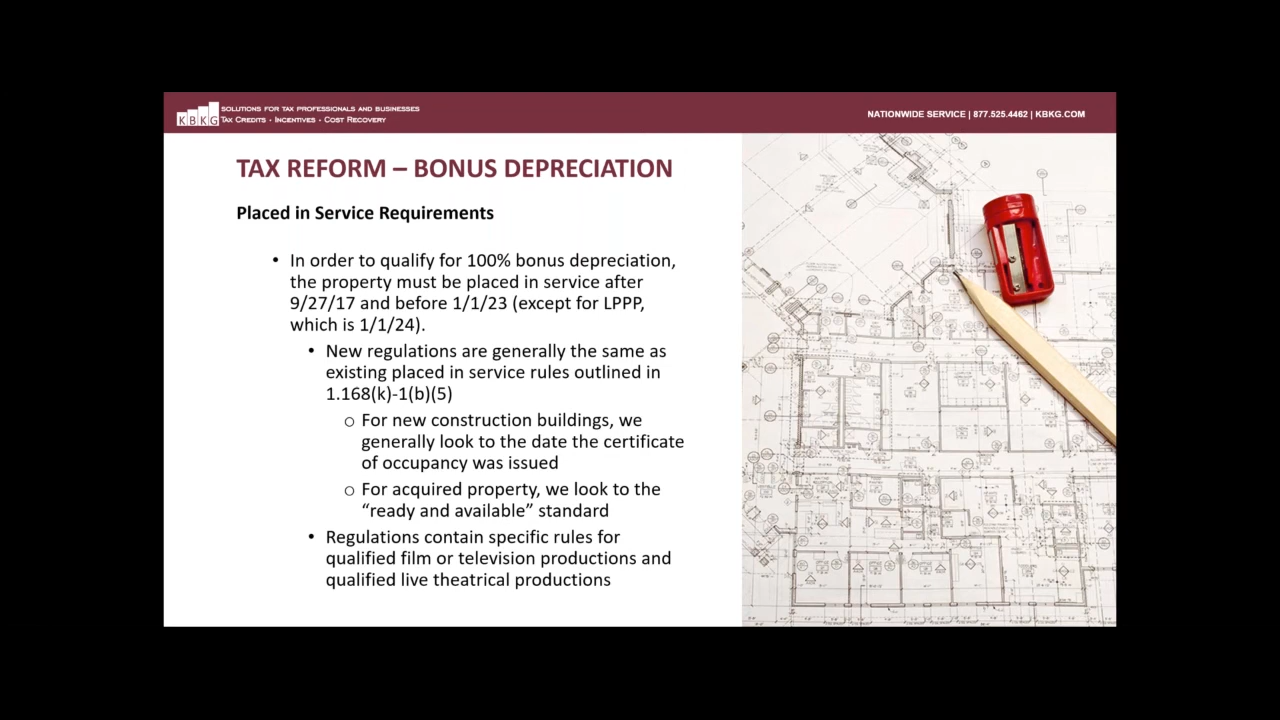 KBKG
SOLUTIONS FOR TAX PROFESSIONALS AND BUSINESSES
TAX CREDITS • INCENTIVES • COST RECOVERY
NATIONWIDE SERVICE | 877.525.4462 | KBKG.COM
TAX REFORM – BONUS DEPRECIATION
Placed in Service Requirements
• In order to qualify for 100% bonus depreciation,
the property must be placed in service after
9/27/17 and before 1/1/23 (except for LPPP,
which is 1/1/24).
• New regulations are generally the same as
existing placed in service rules outlined in
1.168(k)-1(b)(5)
o For new construction buildings, we
generally look to the date the certificate
of occupancy was issued
o For acquired property, we look to the
“ready and available” standard
• Regulations contain specific rules for
qualified film or television productions and
qualified live theatrical productions